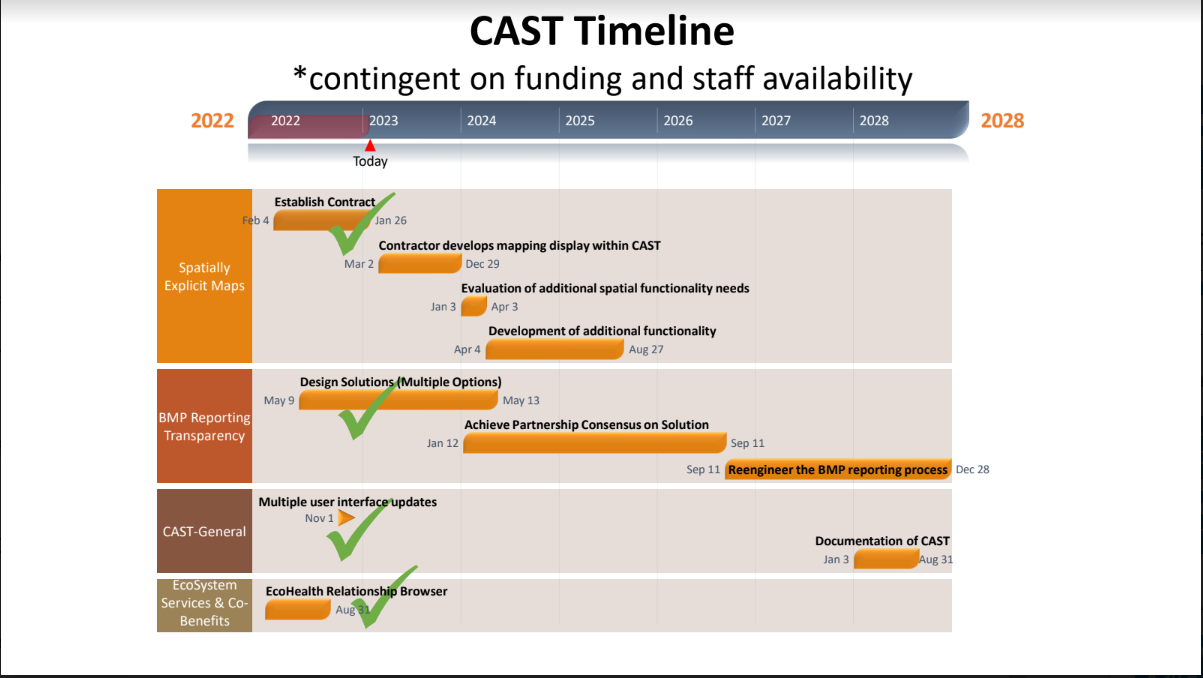 CAST Timeline
*contingent on funding and staff availability
2022
2022
2023
2024
2025
2026
2027
2028
2028
Today
Spatially
Explicit Maps
Establish Contract
Feb 4
Jan 26
Contractor develops mapping display within CAST
Mar 2
Dec 29
Evaluation of additional spatial functionality needs
Jan 3
Apr 3
Development of additional functionality
Apr 4
Aug 27
BMP Reporting
Transparency
Design Solutions (Multiple Options)
May 9
May 13
Achieve Partnership Consensus on Solution
Jan 12
Sep 11
Sep 11
Reengineer the BMP reporting process
Dec 28
CAST-General
Multiple user interface updates
Nov 1
Documentation of CAST
Jan 3
Aug 31
EcoSystem
Services & Co-
Benefits
EcoHealth Relationship Browser
Aug 31